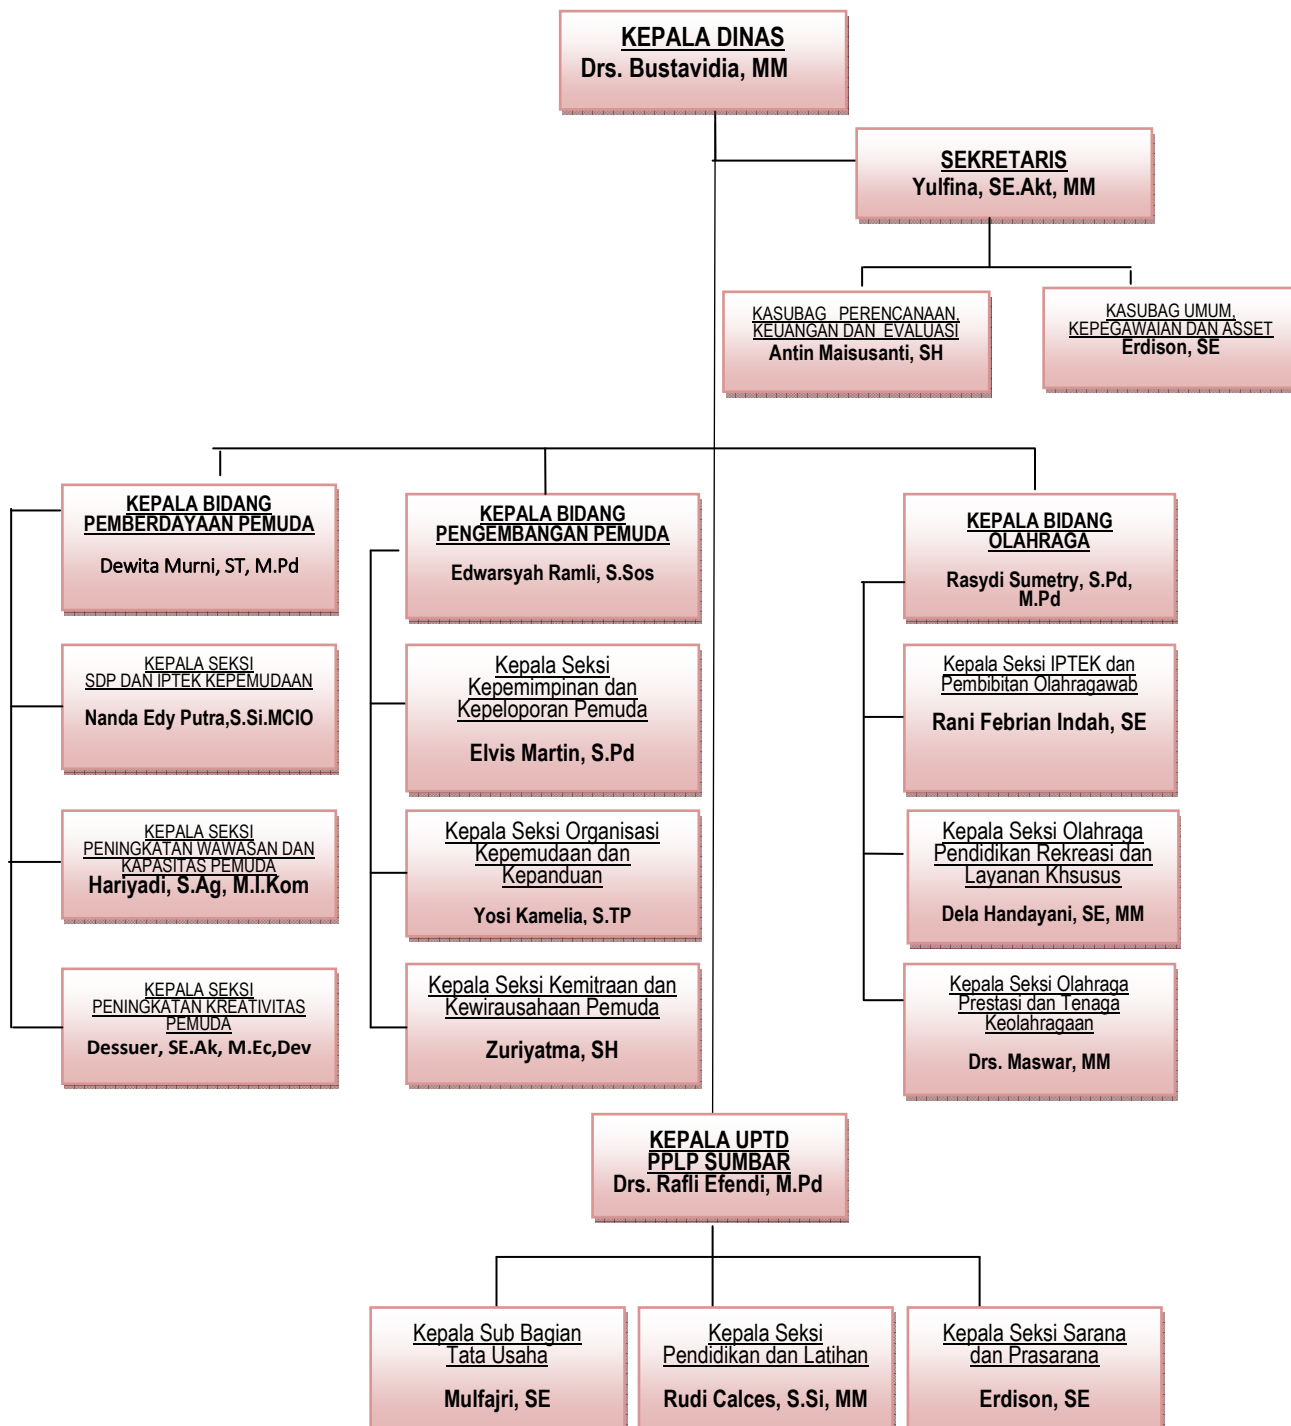 KEPALA DINAS
Drs. Bustavidia, MM
SEKRETARIS
Yulfina, SE.Akt, MM
KASUBAG PERENCANAAN,
KEUANGAN DAN EVALUASI
Antin Maisusanti, SH
KASUBAG UMUM,
KEPEGAWAIAN DAN ASSET
Erdison, SE
KEPALA BIDANG
PEMBERDAYAAN PEMUDA
Dewita Murni, ST, M.Pd
KEPALA SEKSI
SDP DAN IPTEK KEPEMUDAAN
Nanda Edy Putra,S.Si.MCIO
KEPALA SEKSI
PENINGKATAN WAWASAN DAN
KAPASITAS PEMUDA
Hariyadi, S.Ag, M.I.Kom
KEPALA SEKSI
PENINGKATAN KREATIVITAS
PEMUDA
Dessuer, SE.Ak, M.Ec,Dev
KEPALA BIDANG
PENGEMBANGAN PEMUDA
Edwarsyah Ramli, S.Sos
Kepala Seksi
Kepemimpinan dan
Kepeloporan Pemuda
Elvis Martin, S.Pd
Kepala Seksi Organisasi
Kepemudaan dan
Kepanduan
Yosi Kamelia, S.TP
Kepala Seksi Kemitraan dan
Kewirausahaan Pemuda
Zuriyatma, SH
KEPALA BIDANG
OLAHRAGA
Rasydi Sumetry, S.Pd,
M.Pd
Kepala Seksi IPTEK dan
Pembibitan Olahragawab
Rani Febrian Indah, SE
Kepala Seksi Olahraga
Pendidikan Rekreasi dan
Layanan Khsusus
Dela Handayani, SE, MM
Kepala Seksi Olahraga
Prestasi dan Tenaga
Keolahragaan
Drs. Maswar, MM
KEPALA UPTD
PPLP SUMBAR
Drs. Rafli Efendi, M.Pd
Kepala Sub Bagian
Tata Usaha
Mulfajri, SE
Kepala Seksi
Pendidikan dan Latihan
Rudi Calces, S.Si, MM
Kepala Seksi Sarana
dan Prasarana
Erdison, SE